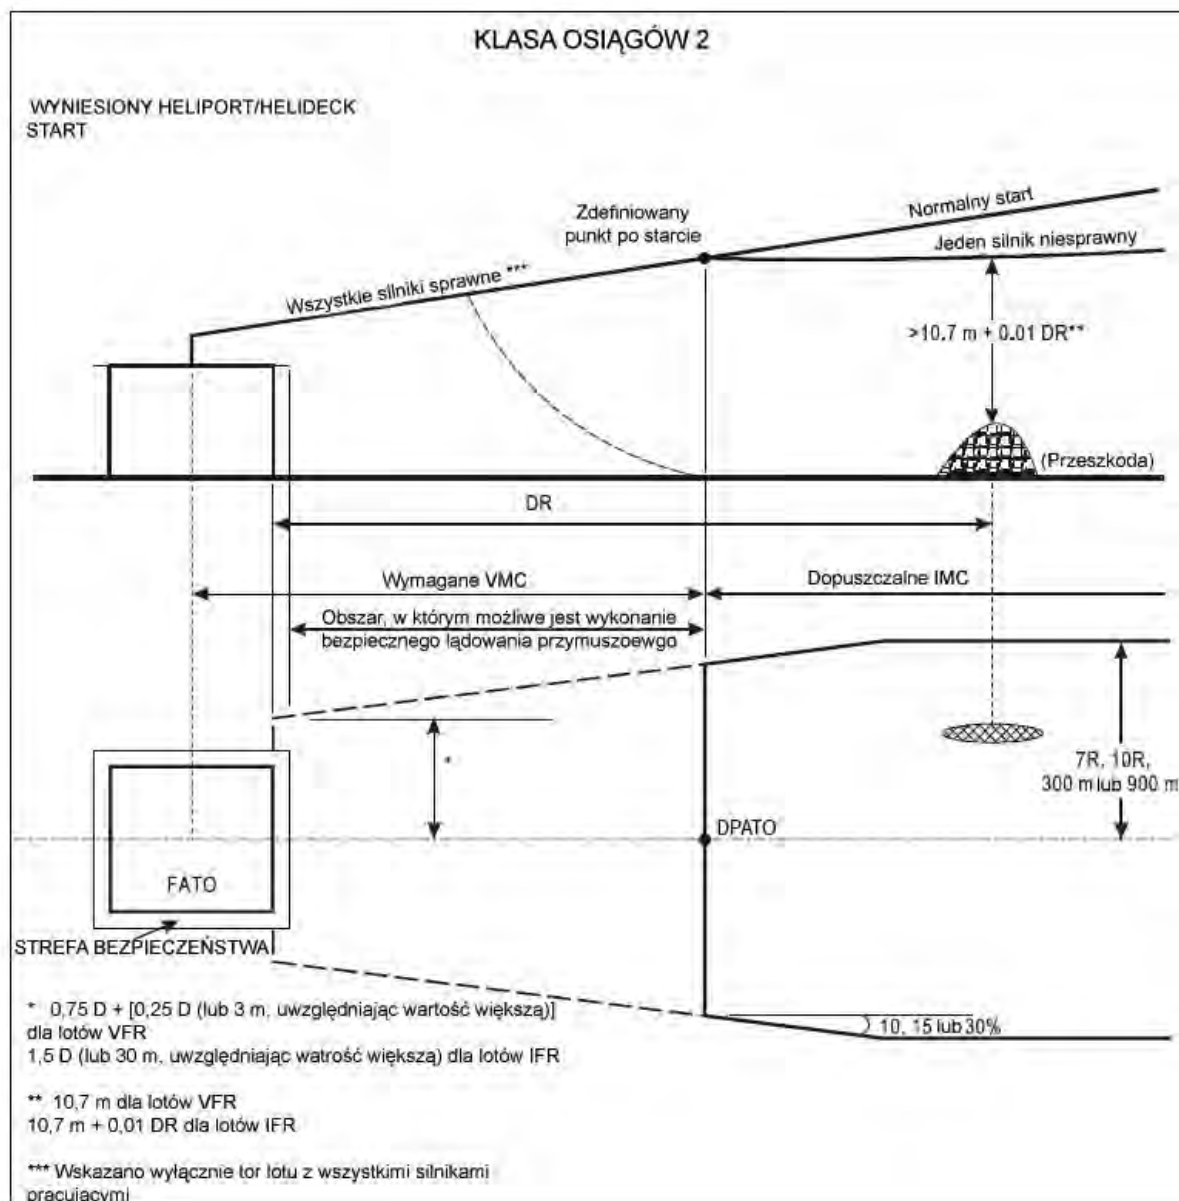 KLASA OSIĄGÓW 2
WYNIESIONY HELIPORT/HELIDECK
START
Zdefiniowany
punkt po starcie
Normalny start
Jeden silnik niesprawny
Wszystkie silniki sprawne ***
>10.7 m + 0.01 DR**
(Przeszkoda)
DR
Wymagane VMC
Dopuszczalne IMC
Obszar, w którym możliwe jest wykonanie
bezpiecznego lądowania przymuszoewgo
*
7R, 10R,
300 m lub 900 m
DPATO
FATO
STREFA BEZPIECZEŃSTWA
10, 15 lub 30%
* 0,75 D + [0,25 D (lub 3 m, uwzględniając wartość większą)]
dla lotów VFR
1,5 D (lub 30 m, uwzględniając watrość większą) dla lotów IFR
** 10,7 m dla lotów VFR
10,7 m + 0,01 DR dla lotów IFR
*** Wskazano wyłącznie tor lotu z wszystkimi silnikami
pracującymi